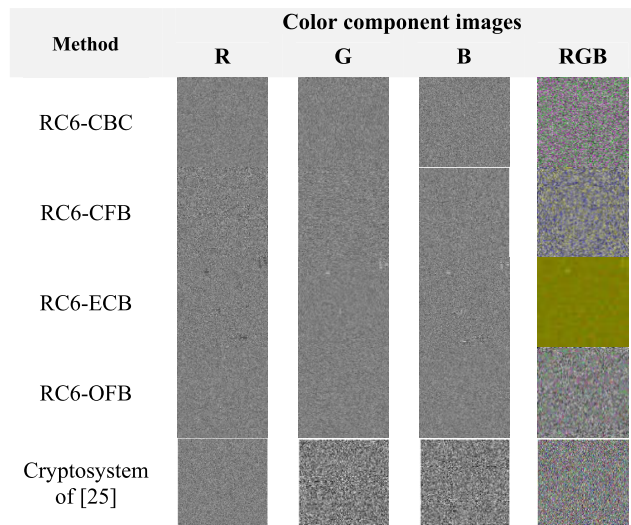 Method
Color component images
R G B RGB
RC6-CBC
RC6-CFB
RC6-ECB
RC6-OFB
Cryptosystem
of [25]